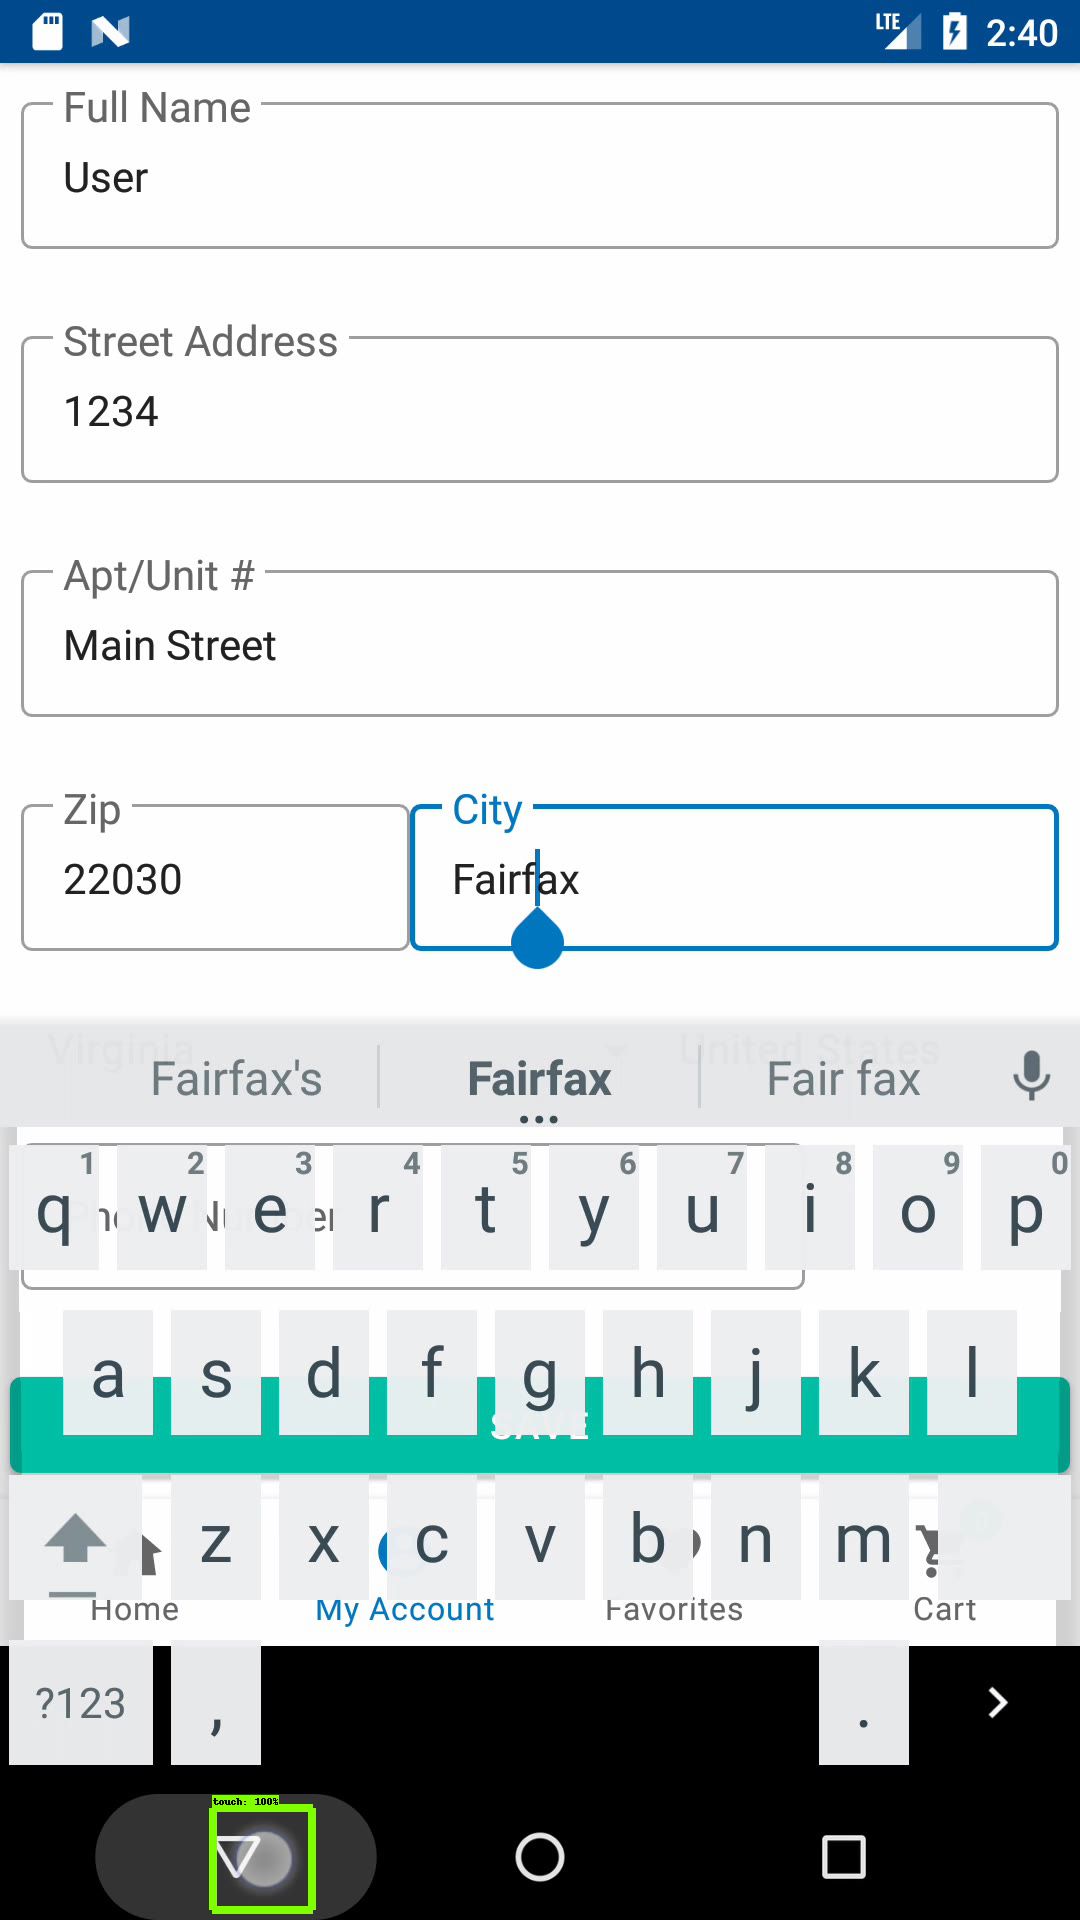 LTE 2:40
Full Name
User
Street Address
1234
Apt/Unit #
Main Street
Zip
22030
City
Fairfax
Virginia
United States
Fairfax's Fairfax Fair fax
1 2 3 4 5 6 7 8 9 0
q w e r t y u i o p
Phone Number
a s d f g h j k l
SAVE
z x c v b n m
Home My Account Favorites Cart
?123 , .
touch: 100%